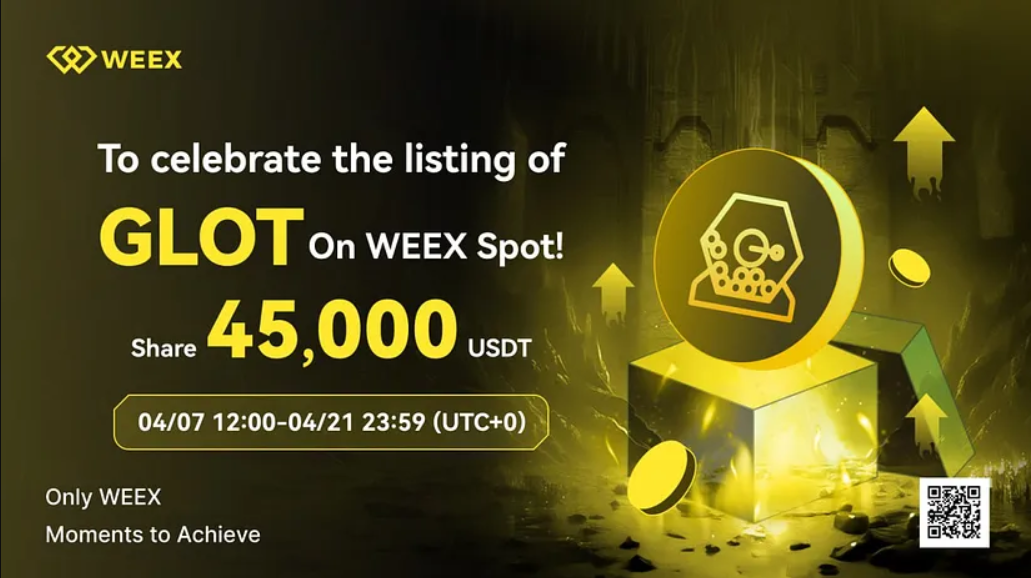 WEEX
To celebrate the listing of
GLOT On WEEX Spot!
Share 45,000 USDT
04/07 12:00-04/21 23:59 (UTC+0)
Only WEEX
Moments to Achieve